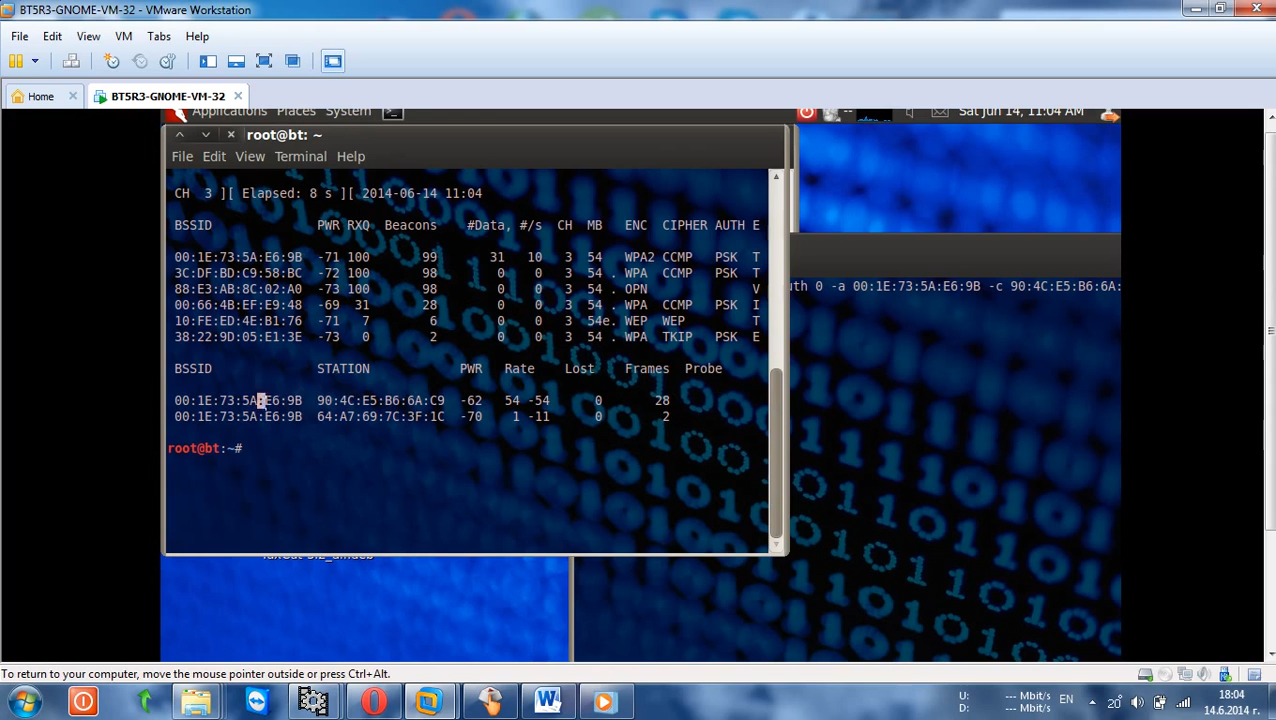 BT5R3-GNOME-VM-32 - VMware Workstation
File Edit View VM Tabs Help
Home BT5R3-GNOME-VM-32
Applications Places System -- Sat Jun 14, 11:04 AM
root@bt: ~
File Edit View Terminal Help
CH 3 ][ Elapsed: 8 s ][ 2014-06-14 11:04
BSSID PWR RXQ Beacons #Data, #/s CH MB ENC CIPHER AUTH E
00:1E:73:5A:E6:9B -71 100 99 31 10 3 54 WPA2 CCMP PSK T
3C:DF:BD:C9:58:BC -72 100 98 0 0 3 54 . WPA CCMP PSK T
88:E3:AB:8C:02:A0 -73 100 98 0 0 3 54 . OPN V
uth 0 -a 00:1E:73:5A:E6:9B -c 90:4C:E5:B6:6A:
00:66:4B:EF:E9:48 -69 31 28 0 0 3 54 . WPA CCMP PSK I
10:FE:ED:4E:B1:76 -71 7 6 0 0 3 54e. WEP WEP T
38:22:9D:05:E1:3E -73 0 2 0 0 3 54 . WPA TKIP PSK E
BSSID STATION PWR Rate Lost Frames Probe
00:1E:73:5A:E6:9B 90:4C:E5:B6:6A:C9 -62 54 -54 0 28
00:1E:73:5A:E6:9B 64:A7:69:7C:3F:1C -70 1 -11 0 2
root@bt:~#
To return to your computer, move the mouse pointer outside or press Ctrl+Alt.
U: --- Mbit/s
D: --- Mbit/s
EN
20°
18:04
14.6.2014 г.